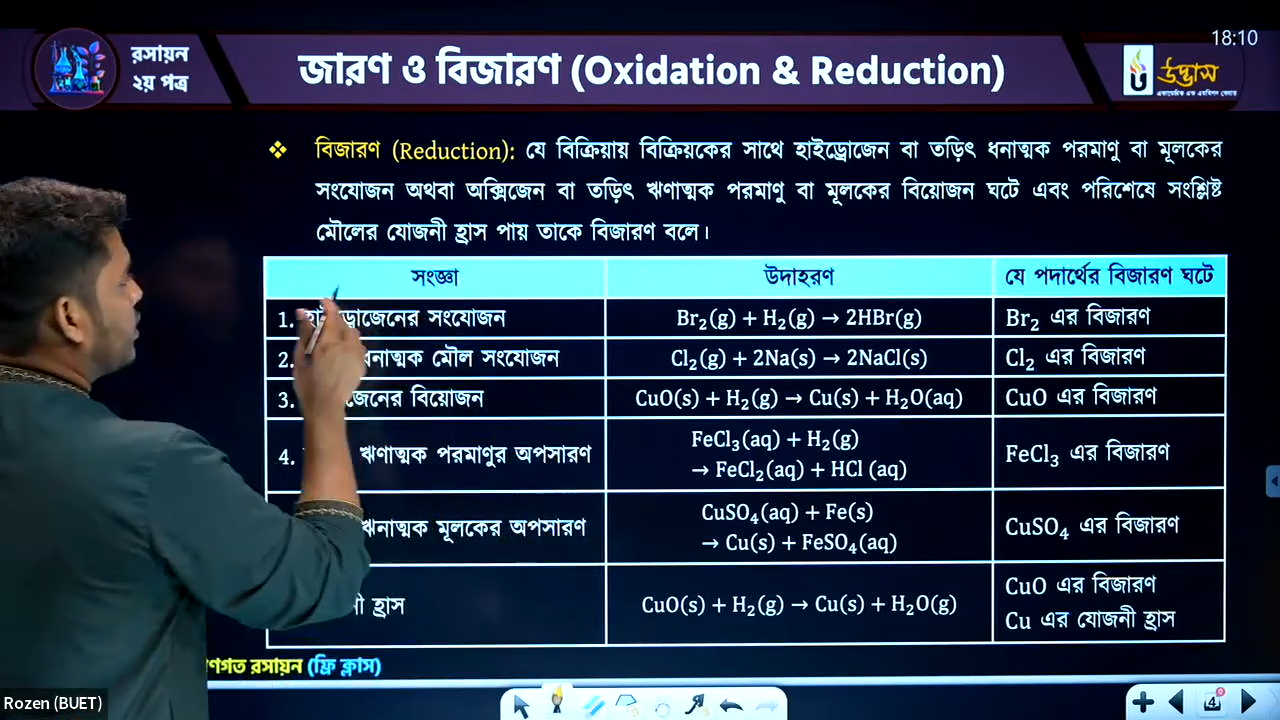 18:10
রসায়ন
২য় পত্র
জারণ ও বিজারণ (Oxidation & Reduction)
উদ্ভাস
একাডেমিক এন্ড এডমিশন কেয়ার
❖ বিজারণ (Reduction): যে বিক্রিয়ায় বিক্রিয়কের সাথে হাইড্রোজেন বা তড়িৎ ধনাত্মক পরমাণু বা মূলকের
সংযোজন অথবা অক্সিজেন বা তড়িৎ ঋণাত্মক পরমাণু বা মূলকের বিয়োজন ঘটে এবং পরিশেষে সংশ্লিষ্ট
মৌলের যোজনী হ্রাস পায় তাকে বিজারণ বলে।
সংজ্ঞা উদাহরণ যে পদার্থের বিজারণ ঘটে
1. সংযোজন Br₂(g) + H₂(g) → 2HBr(g) Br₂ এর বিজারণ
2. মৌল সংযোজন Cl₂(g) + 2Na(s) → 2NaCl(s) Cl₂ এর বিজারণ
3. বিয়োজন CuO(s) + H₂(g) → Cu(s) + H₂O(aq) CuO এর বিজারণ
4. ঋণাত্মক পরমাণুর অপসারণ FeCl₃(aq) + H₂(g)
→ FeCl₂(aq) + HCl (aq) FeCl₃ এর বিজারণ
ঋনাত্মক মূলকের অপসারণ CuSO₄(aq) + Fe(s)
→ Cu(s) + FeSO₄(aq) CuSO₄ এর বিজারণ
হ্রাস CuO(s) + H₂(g) → Cu(s) + H₂O(g) CuO এর বিজারণ
Cu এর যোজনী হ্রাস
রসায়ন (ফ্রি ক্লাস)
Rozen (BUET)
4